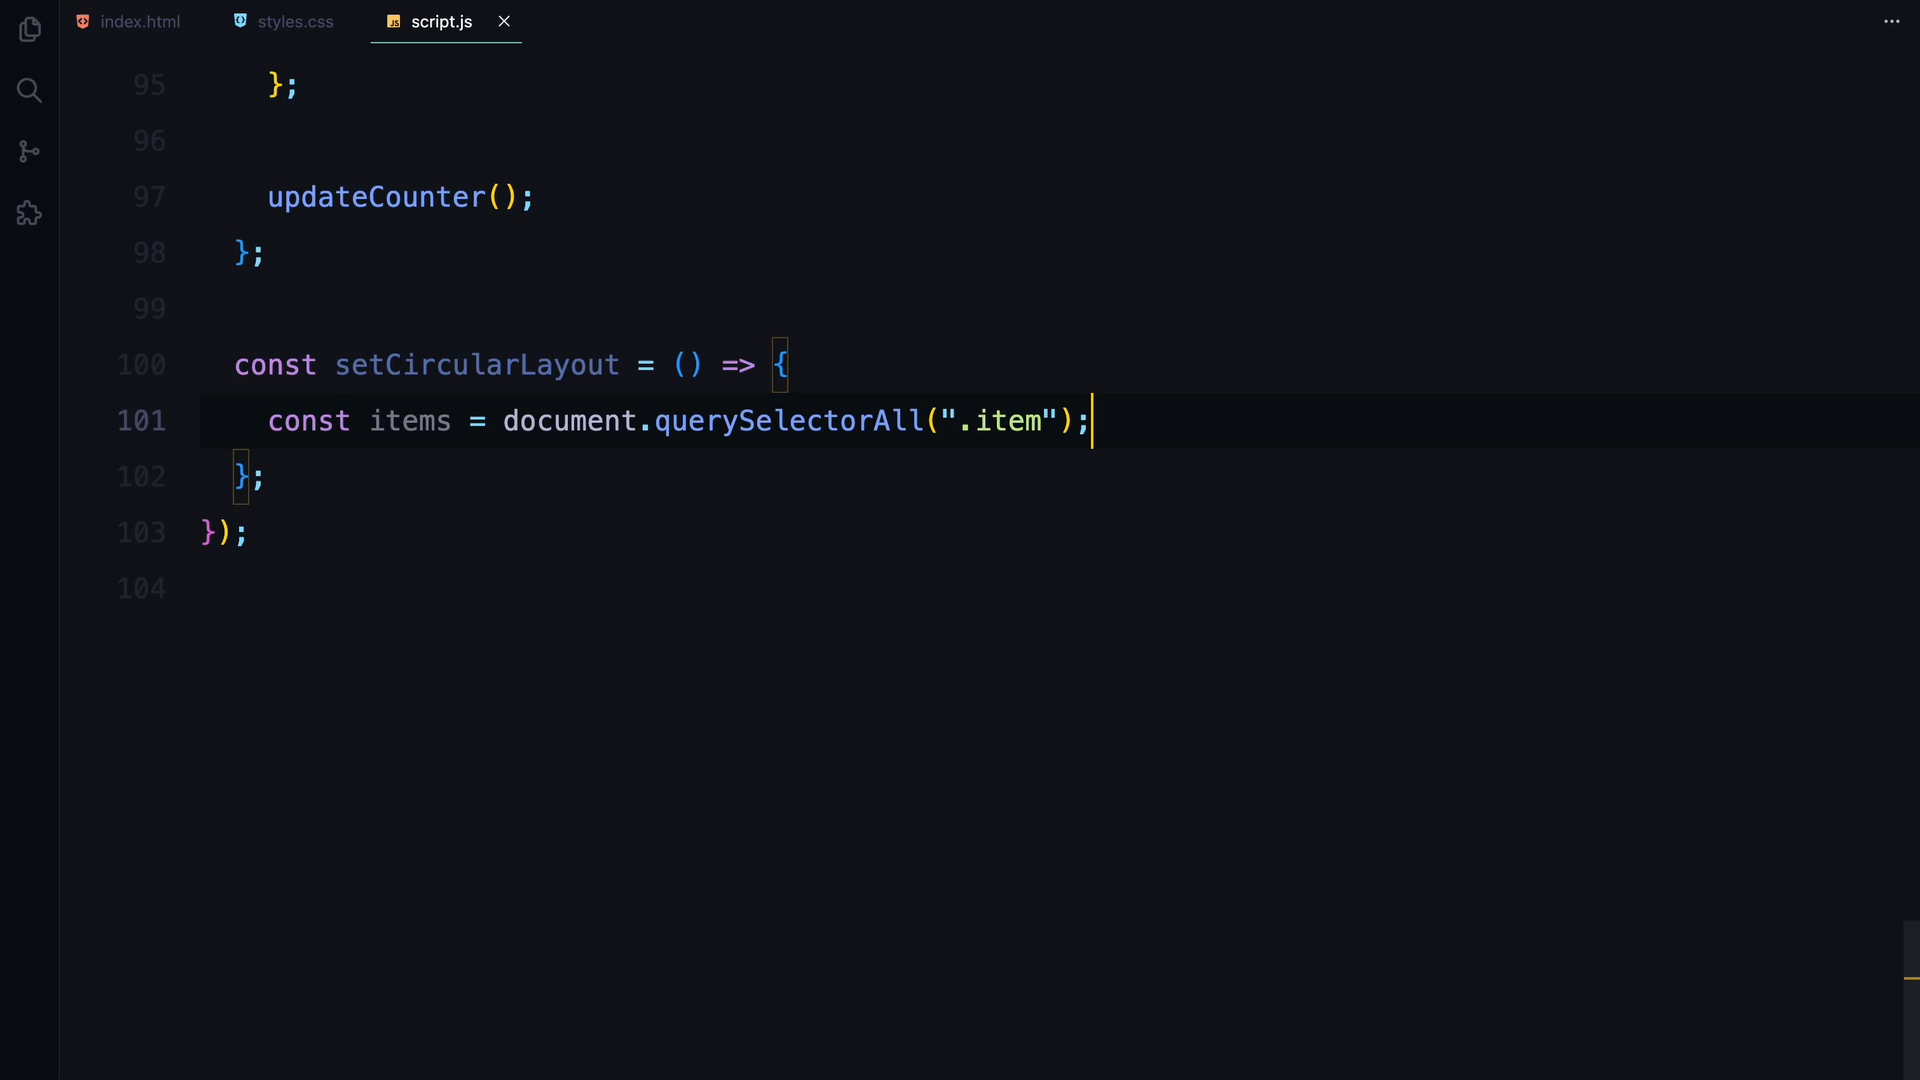 index.html styles.css JS script.js
95 };
96
97 updateCounter();
98 };
99
100 const setCircularLayout = () => {
101 const items = document.querySelectorAll(".item");
102 };
103 });
104